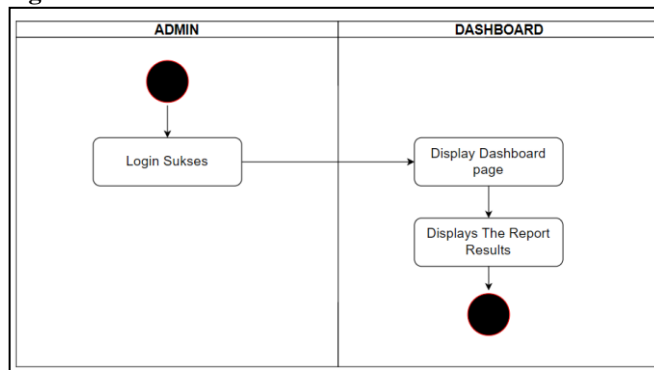 ADMIN
DASHBOARD
Login Sukses
Display Dashboard
page
Displays The Report
Results